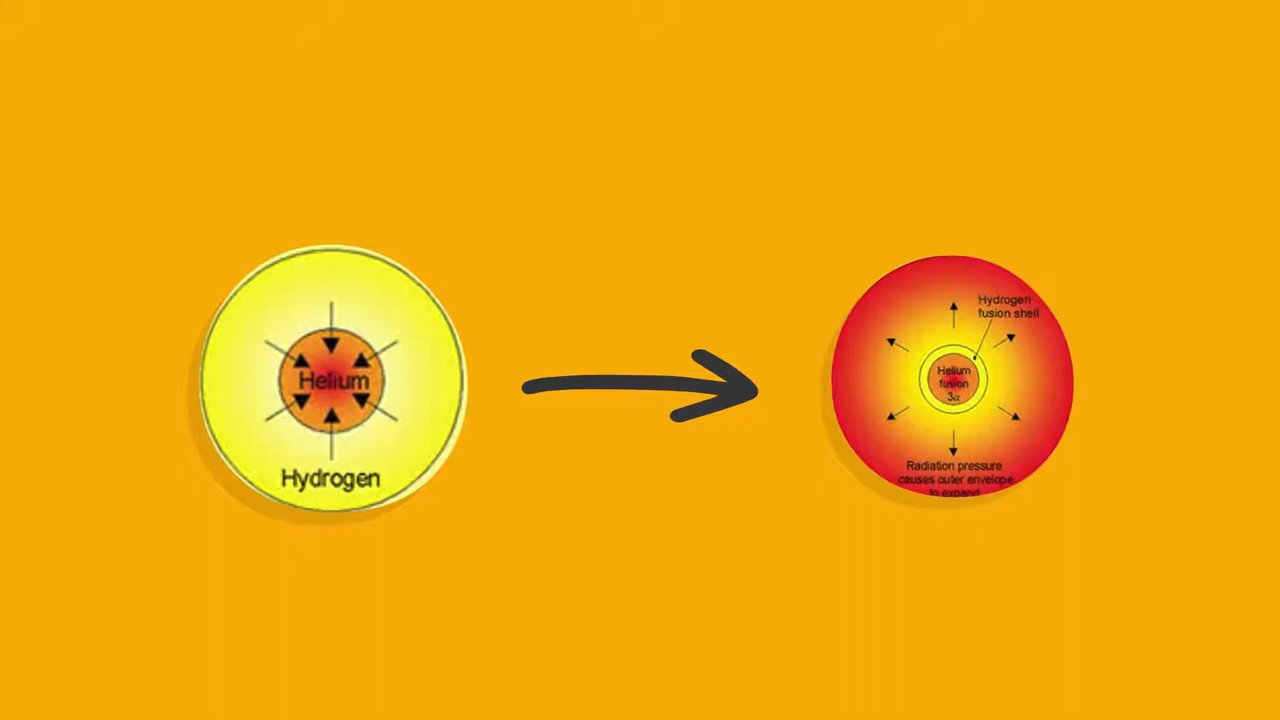 Helium
Hydrogen
Hydrogen
fusion shell
Helium
fusion
3α
Radiation pressure
causes outer envelope
to expand